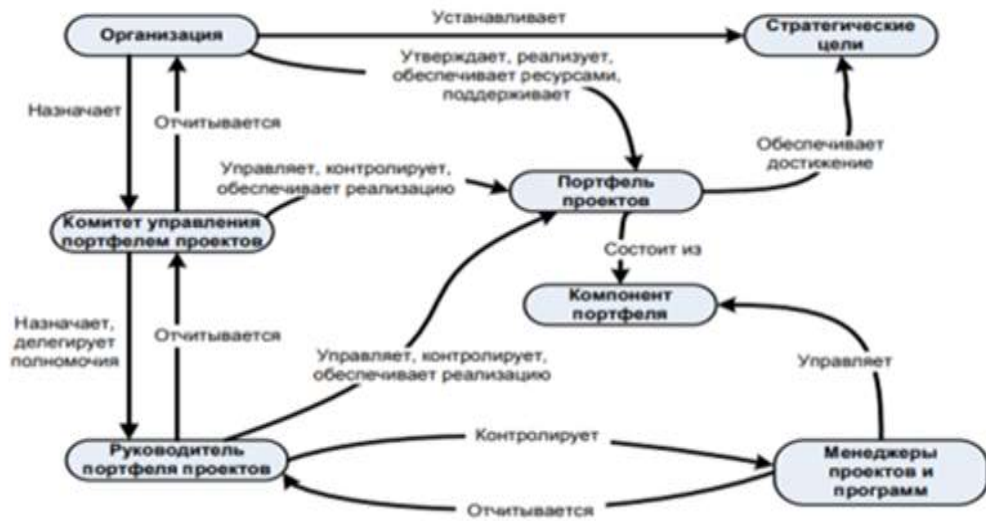 Устанавливает
Организация
Стратегические
цели
Утверждает, реализует,
обеспечивает ресурсами,
поддерживает
Назначает
Отчитывается
Обеспечивает
достижение
Управляет, контролирует,
обеспечивает реализацию
Портфель
проектов
Комитет управления
портфелем проектов
Состоит из
Компонент
портфеля
Назначает,
делегирует
полномочия
Отчитывается
Управляет, контролирует,
обеспечивает реализацию
Управляет
Руководитель
портфеля проектов
Контролирует
Менеджеры
проектов и
программ
Отчитывается